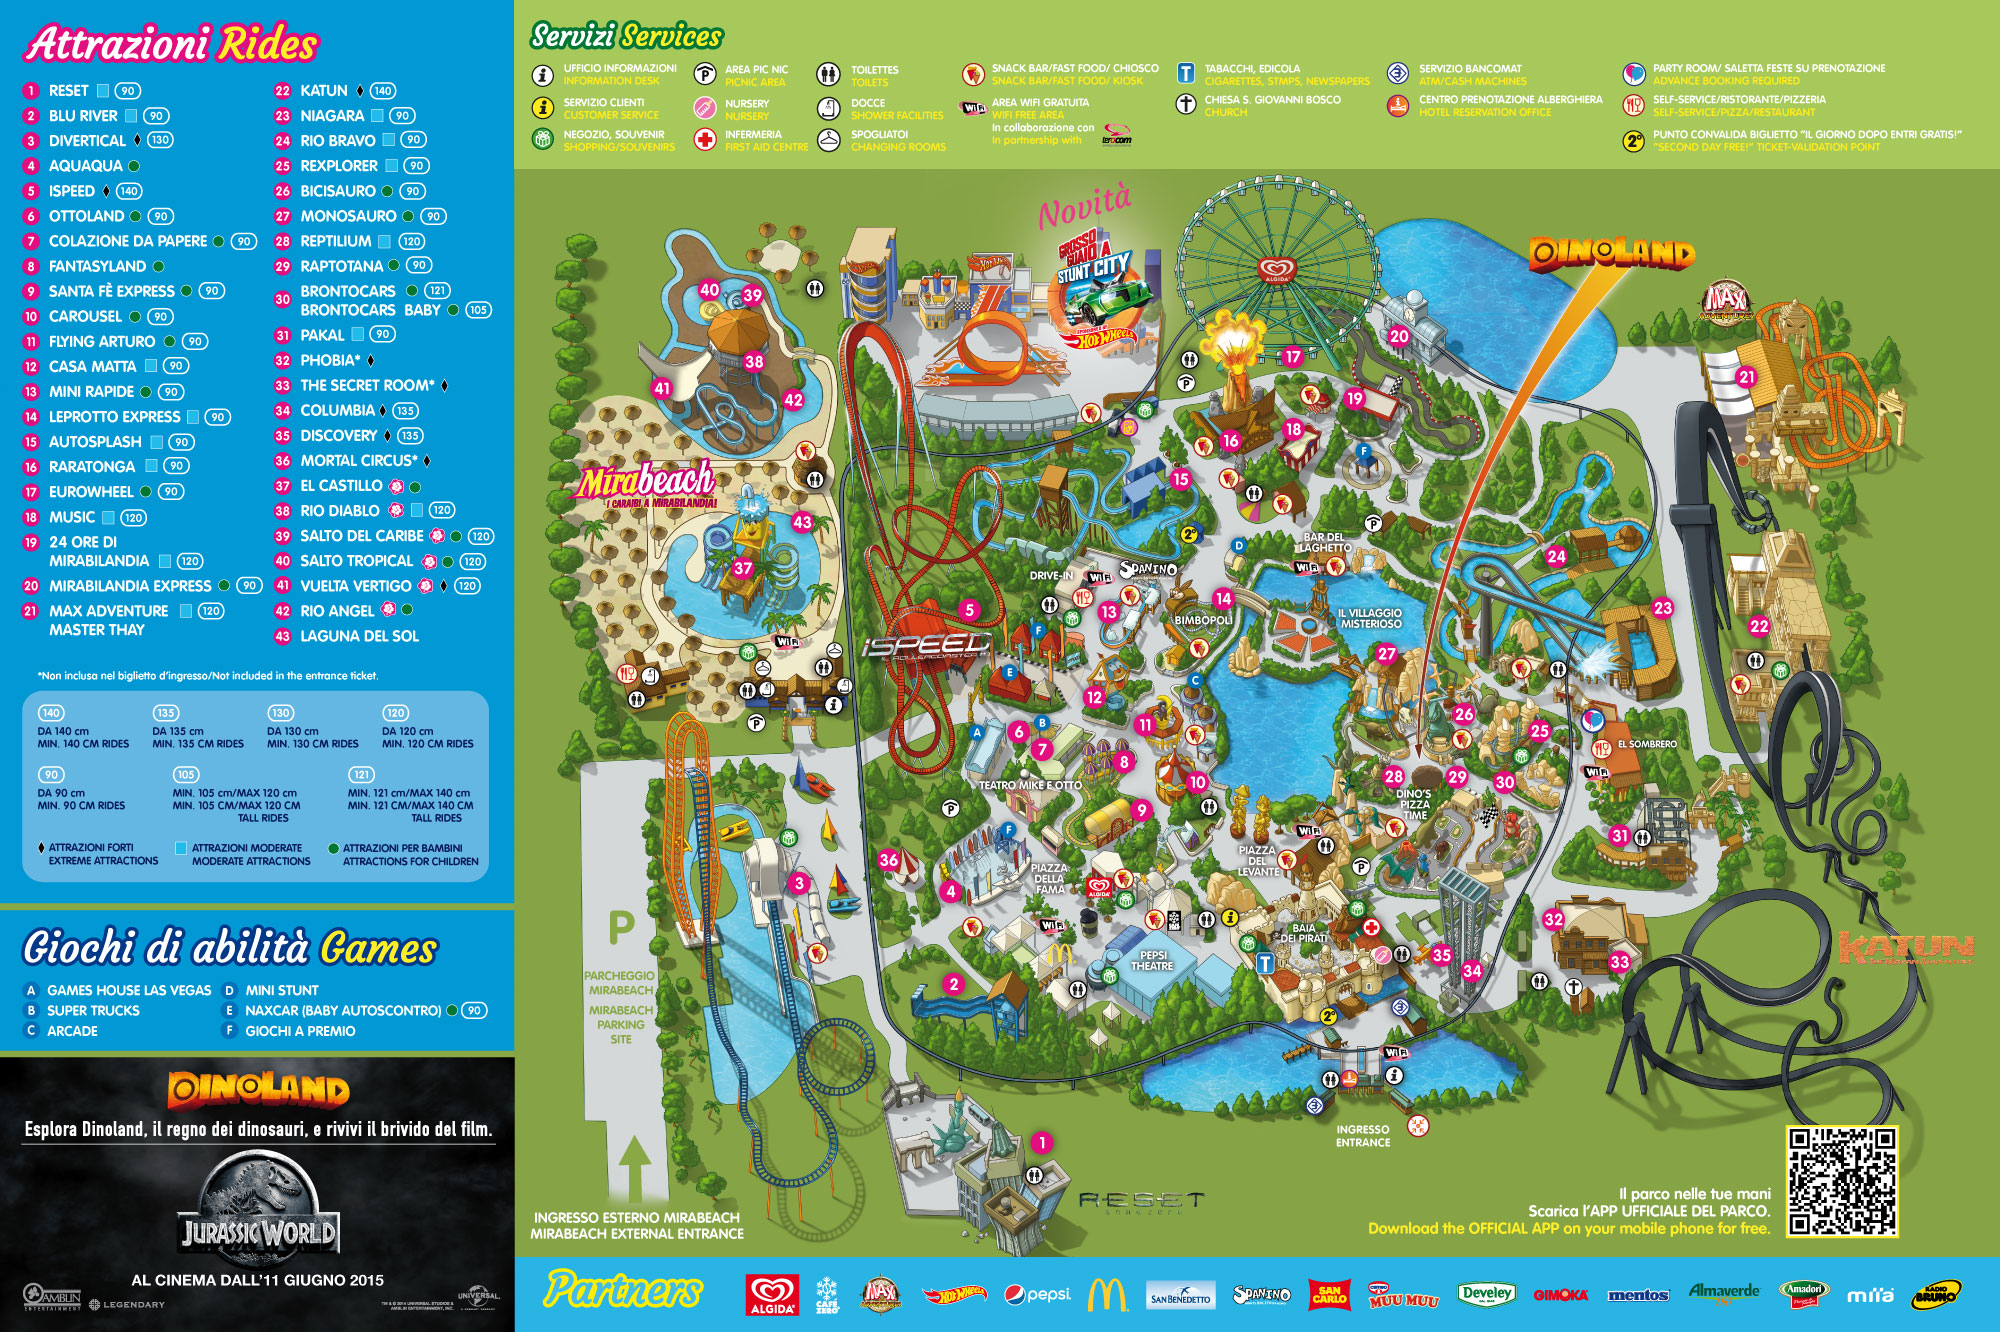 Attrazioni Rides
1 RESET 90
2 BLU RIVER 90
3 DIVERTICAL 130
4 AQUAQUA
5 ISPEED 140
6 OTTOLAND 90
7 COLAZIONE DA PAPERE 90
8 FANTASYLAND
9 SANTA FÈ EXPRESS 90
10 CAROUSEL 90
11 FLYING ARTURO 90
12 CASA MATTA 90
13 MINI RAPIDE 90
14 LEPROTTO EXPRESS 90
15 AUTOSPLASH 90
16 RARATONGA 90
17 EUROWHEEL 90
18 MUSIC 120
19 24 ORE DI
MIRABILANDIA 120
20 MIRABILANDIA EXPRESS 90
21 MAX ADVENTURE 120
MASTER THAY
22 KATUN 140
23 NIAGARA 90
24 RIO BRAVO 90
25 REXPLORER 90
26 BICISAURO 90
27 MONOSAURO 90
28 REPTILIUM 120
29 RAPTOTANA 90
30 BRONTOCARS 121
BRONTOCARS BABY 105
31 PAKAL 90
32 PHOBIA*
33 THE SECRET ROOM*
34 COLUMBIA 135
35 DISCOVERY 135
36 MORTAL CIRCUS*
37 EL CASTILLO
38 RIO DIABLO 120
39 SALTO DEL CARIBE 120
40 SALTO TROPICAL 120
41 VUELTA VERTIGO 120
42 RIO ANGEL
43 LAGUNA DEL SOL
*Non inclusa nel biglietto d'ingresso/Not included in the entrance ticket.
140
DA 140 cm
MIN. 140 CM RIDES
135
DA 135 cm
MIN. 135 CM RIDES
130
DA 130 cm
MIN. 130 CM RIDES
120
DA 120 cm
MIN. 120 CM RIDES
90
DA 90 cm
MIN. 90 CM RIDES
105
MIN. 105 cm/MAX 120 cm
MIN. 105 CM/MAX 120 CM
TALL RIDES
121
MIN. 121 cm/MAX 140 cm
MIN. 121 CM/MAX 140 CM
TALL RIDES
ATTRAZIONI FORTI
EXTREME ATTRACTIONS
ATTRAZIONI MODERATE
MODERATE ATTRACTIONS
ATTRAZIONI PER BAMBINI
ATTRACTIONS FOR CHILDREN
Giochi di abilità Games
A GAMES HOUSE LAS VEGAS
B SUPER TRUCKS
C ARCADE
D MINI STUNT
E NAXCAR (BABY AUTOSCONTRO) 90
F GIOCHI A PREMIO
DINOLAND
Esplora Dinoland, il regno dei dinosauri, e rivivi il brivido del film.
JURASSIC WORLD
AL CINEMA DALL'11 GIUGNO 2015
AMBLIN
ENTERTAINMENT
LEGENDARY
UNIVERSAL
Servizi Services
UFFICIO INFORMAZIONI
INFORMATION DESK
SERVIZIO CLIENTI
CUSTOMER SERVICE
NEGOZIO, SOUVENIR
SHOPPING/SOUVENIRS
AREA PIC NIC
PICNIC AREA
NURSERY
NURSERY
INFERMERIA
FIRST AID CENTRE
TOILETTES
TOILETS
DOCCE
SHOWER FACILITIES
SPOGLIATOI
CHANGING ROOMS
SNACK BAR/FAST FOOD/ CHIOSCO
SNACK BAR/FAST FOOD/ KIOSK
WiFi
AREA WIFI GRATUITA
WIFI FREE AREA
In collaborazione con
In partnership with
terrecom
TABACCHI, EDICOLA
CIGARETTES, STMPS, NEWSPAPERS
CHIESA S. GIOVANNI BOSCO
CHURCH
SERVIZIO BANCOMAT
ATM/CASH MACHINES
CENTRO PRENOTAZIONE ALBERGHIERA
HOTEL RESERVATION OFFICE
PARTY ROOM/ SALETTA FESTE SU PRENOTAZIONE
ADVANCE BOOKING REQUIRED
SELF-SERVICE/RISTORANTE/PIZZERIA
SELF-SERVICE/PIZZA/RESTAURANT
2°
PUNTO CONVALIDA BIGLIETTO "IL GIORNO DOPO ENTRI GRATIS!"
"SECOND DAY FREE!" TICKET-VALIDATION POINT
Novità
GROSSO
GUAIO A
STUNT CITY
SPONSORED BY
HOT WHEELS
ALGIDA
DINOLAND
MAX
ADVENTURE
Mirabeach
I CARAIBI A MIRABILANDIA!
DRIVE-IN
SPANINO
BAR DEL
LAGHETTO
BIMBOPOLI
IL VILLAGGIO
MISTERIOSO
iSPEED
EL SOMBRERO
TEATRO MIKE E OTTO
DINO'S
PIZZA
TIME
PIAZZA
DELLA
FAMA
ALGIDA
PIAZZA
DEL
LEVANTE
BAIA
DEI PIRATI
PEPSI
THEATRE
KATUN
P
PARCHEGGIO
MIRABEACH
MIRABEACH
PARKING
SITE
INGRESSO
ENTRANCE
RESET
INGRESSO ESTERNO MIRABEACH
MIRABEACH EXTERNAL ENTRANCE
Il parco nelle tue mani
Scarica l'APP UFFICIALE DEL PARCO.
Download the OFFICIAL APP on your mobile phone for free.
Partners
ALGIDA
CAFÉ
ZERO
MAX
ADVENTURE
Hot Wheels
pepsi
M
SAN BENEDETTO
SPANINO
SAN
CARLO
cameo
MUU MUU
Develey
GIMOKA
mentos
Almaverde
BIO
Amadori
miia
RADIO
BRUNO